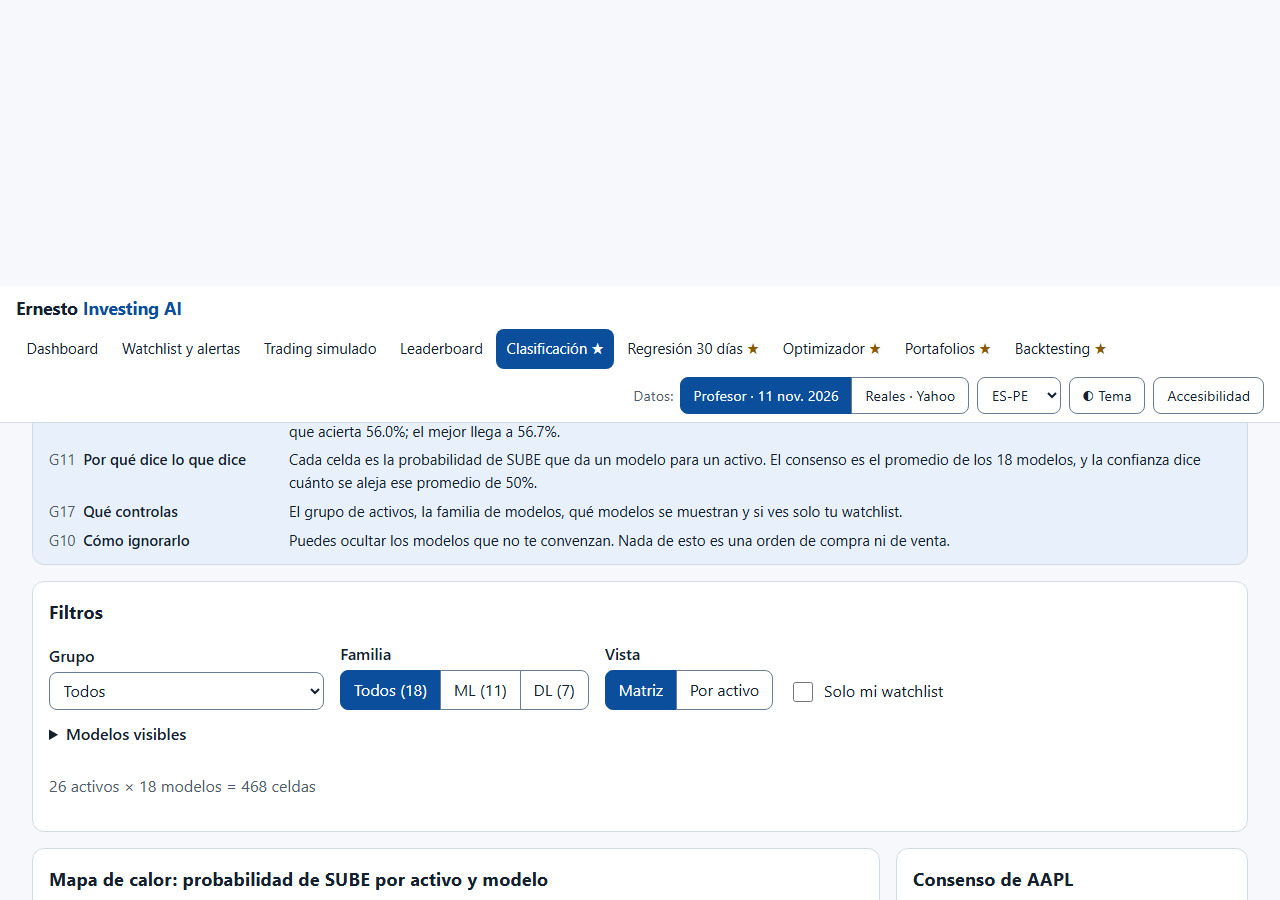 Ernesto Investing AI
Dashboard Watchlist y alertas Trading simulado Leaderboard Clasificación ★ Regresión 30 días ★ Optimizador ★ Portafolios ★ Backtesting ★
Datos: Profesor · 11 nov. 2026 Reales · Yahoo ES-PE ◐ Tema Accesibilidad
que acierta 56.0%; el mejor llega a 56.7%.
G11 Por qué dice lo que dice Cada celda es la probabilidad de SUBE que da un modelo para un activo. El consenso es el promedio de los 18 modelos, y la confianza dice
cuánto se aleja ese promedio de 50%.
G17 Qué controlas El grupo de activos, la familia de modelos, qué modelos se muestran y si ves solo tu watchlist.
G10 Cómo ignorarlo Puedes ocultar los modelos que no te convenzan. Nada de esto es una orden de compra ni de venta.
Filtros
Grupo Familia Vista
Todos Todos (18) ML (11) DL (7) Matriz Por activo Solo mi watchlist
▶ Modelos visibles
26 activos × 18 modelos = 468 celdas
Mapa de calor: probabilidad de SUBE por activo y modelo Consenso de AAPL